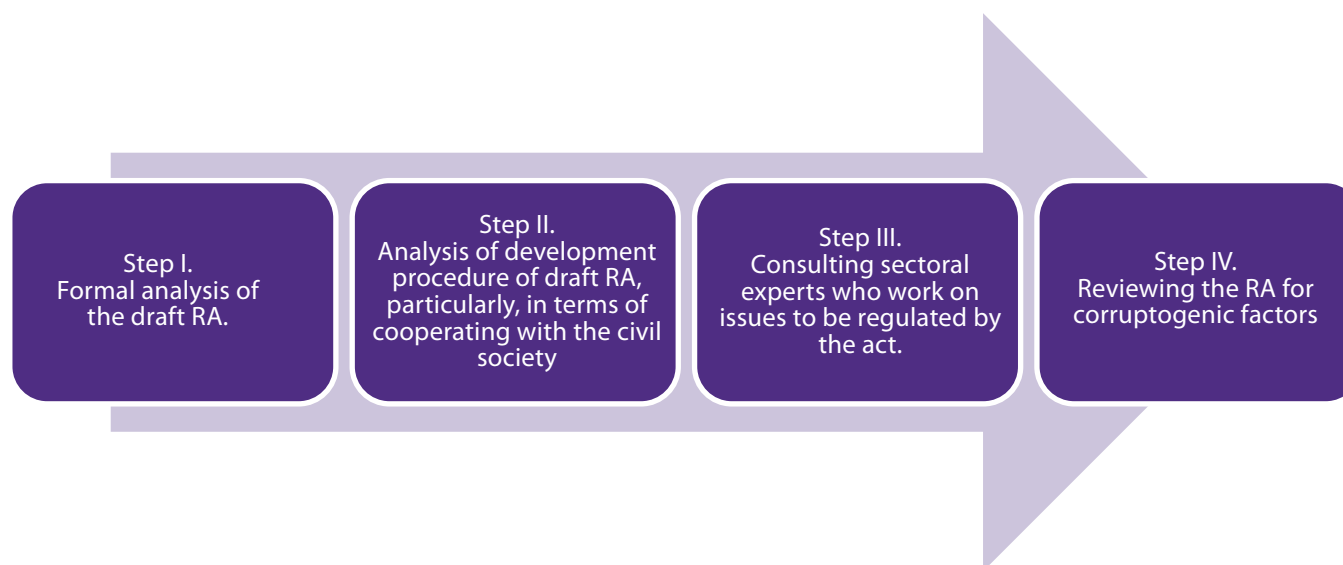 Step I.
Formal analysis of
the draft RA.
Step II.
Analysis of development
procedure of draft RA,
particularly, in terms of
cooperating with the civil
society
Step III.
Consulting sectoral
experts who work on
issues to be regulated by
the act.
Step IV.
Reviewing the RA for
corruptogenic factors